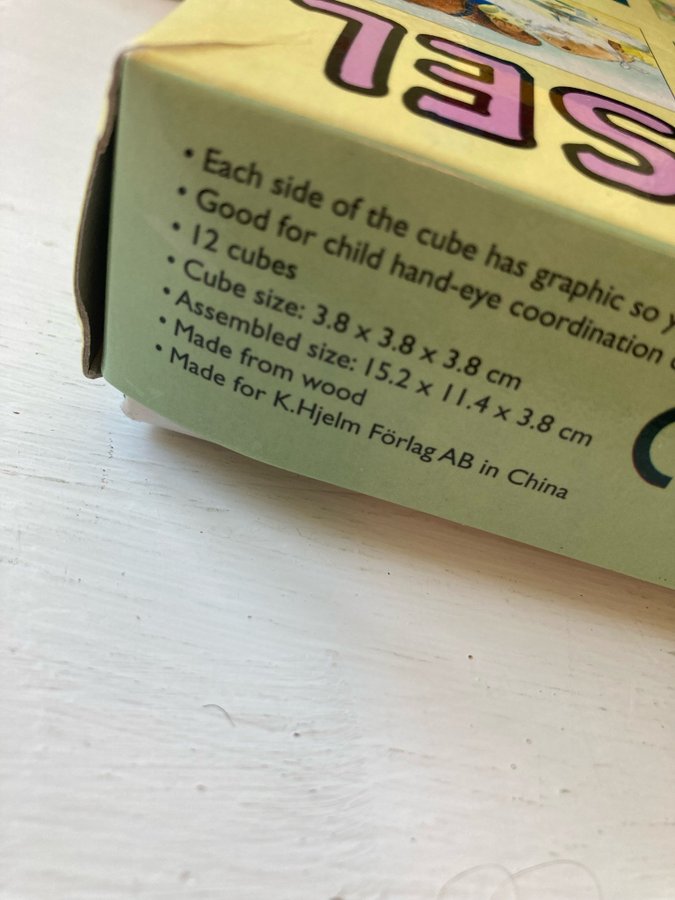 SEL
• Each side of the cube has graphic so
• Good for child hand-eye coordination
• 12 cubes
• Cube size: 3.8 x 3.8 x 3.8 cm
• Assembled size: 15.2 x 11.4 x 3.8 cm
• Made from wood
• Made for K.Hjelm Förlag AB in China